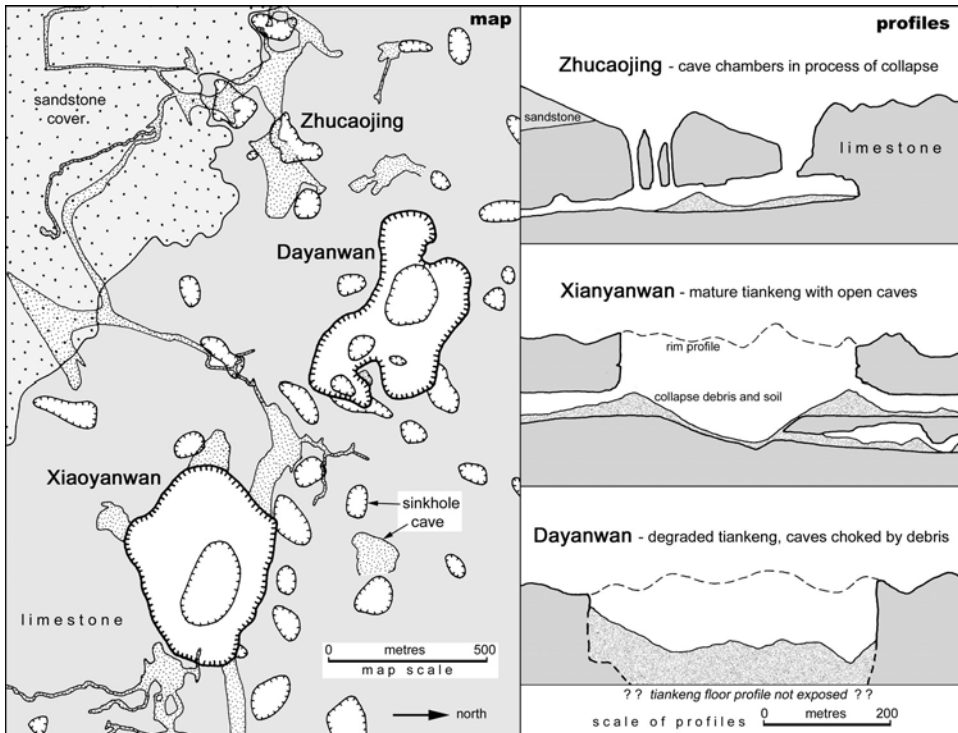 map
sandstone
cover.
Zhucaojing
Dayanwan
Xiaoyanwan
sinkhole
cave
limestone
0 metres 500
map scale
north
profiles
Zhucaojing - cave chambers in process of collapse
sandstone
limestone
Xianyanwan - mature tiankeng with open caves
rim profile
collapse debris and soil
Dayanwan - degraded tiankeng, caves choked by debris
? ? tiankeng floor profile not exposed ? ?
scale of profiles 0 metres 200